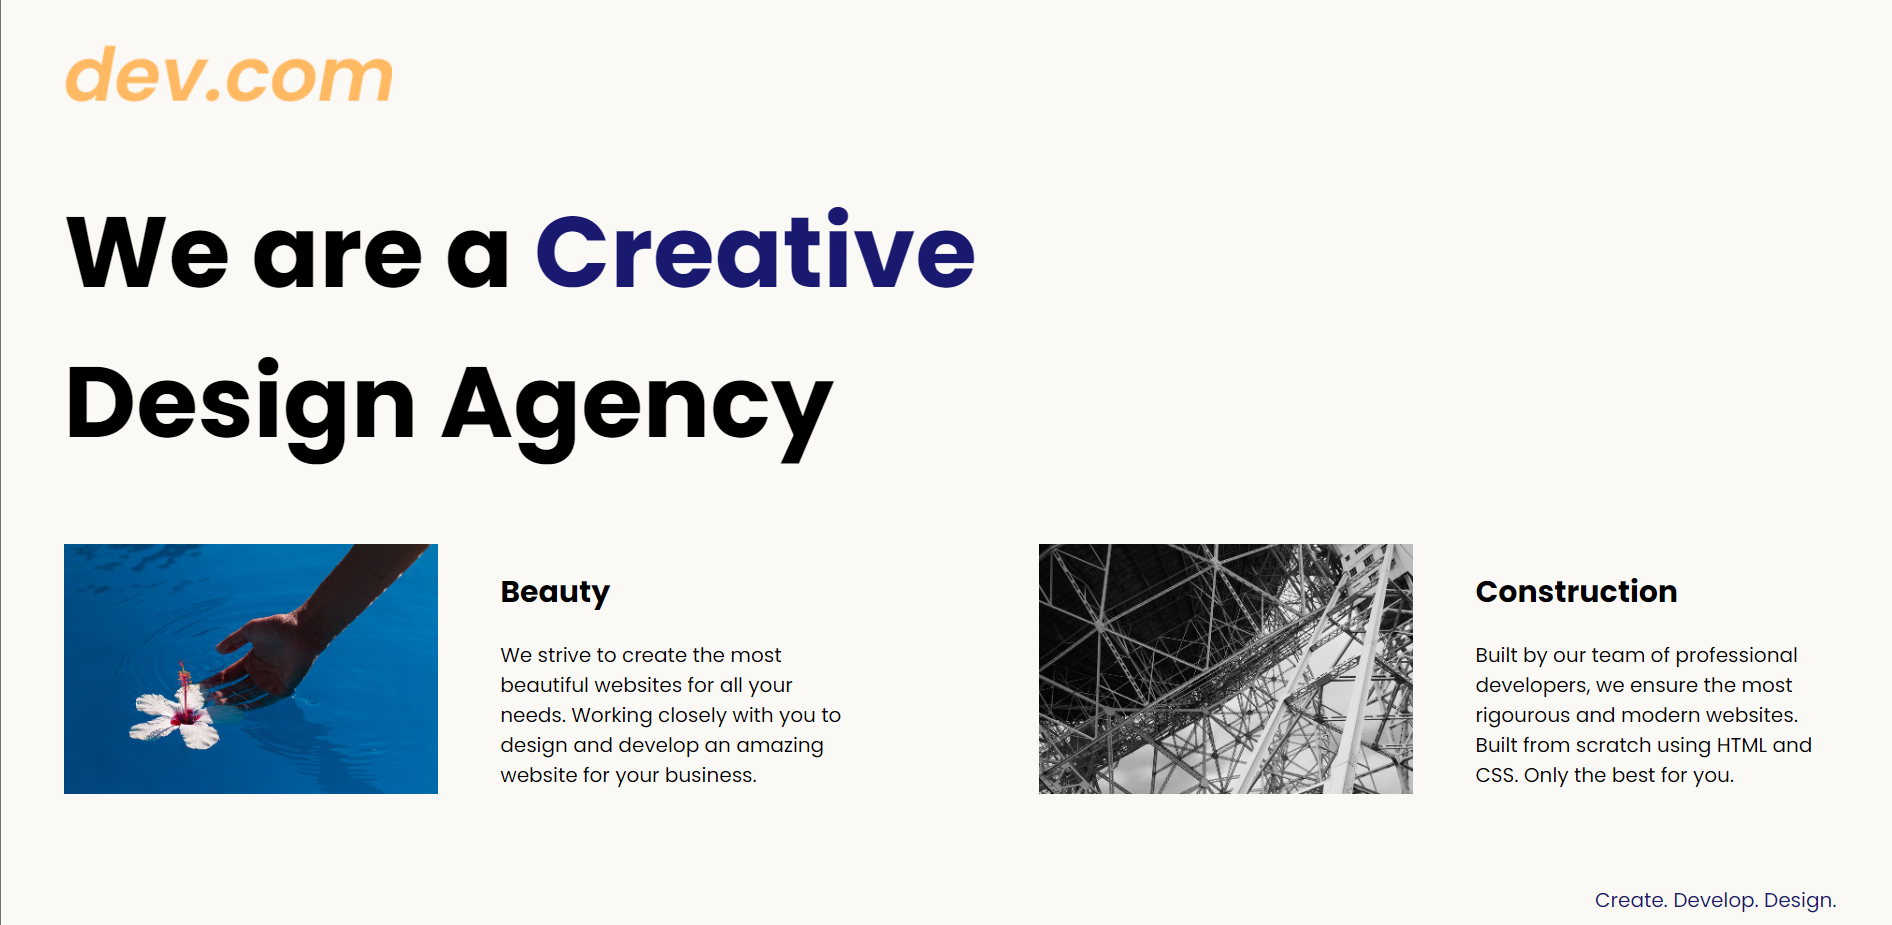 dev.com
We are a Creative
Design Agency
Beauty
We strive to create the most
beautiful websites for all your
needs. Working closely with you to
design and develop an amazing
website for your business.
Construction
Built by our team of professional
developers, we ensure the most
rigourous and modern websites.
Built from scratch using HTML and
CSS. Only the best for you.
Create. Develop. Design.